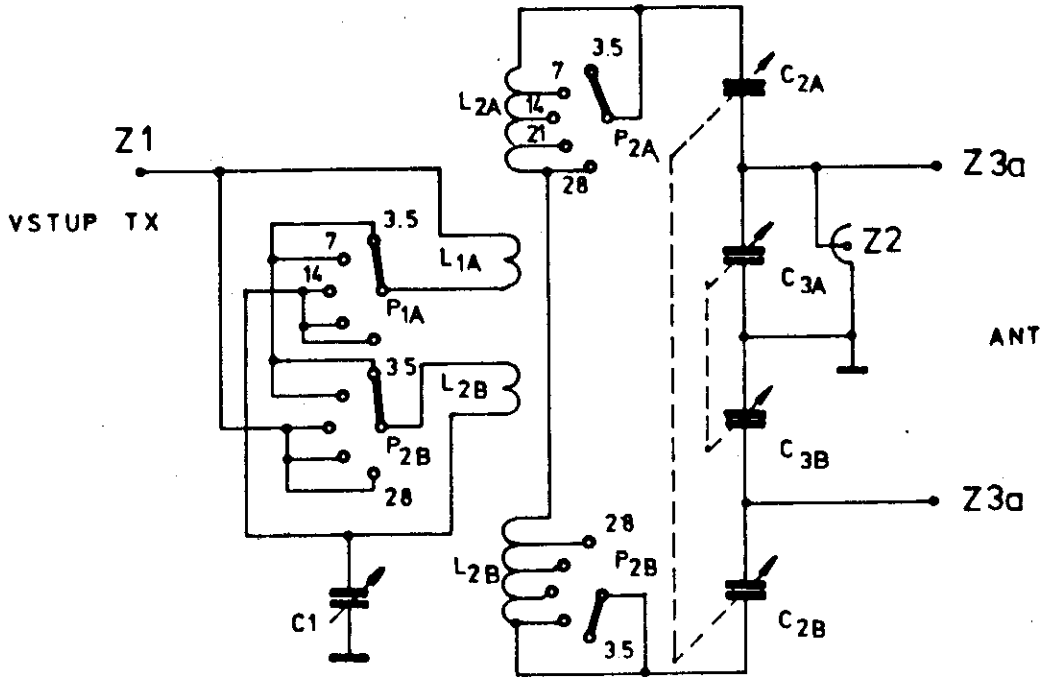 3.5
C2A
7
L2A
14
21
P2A
Z1
28
Z3a
VSTUP TX
3.5
7
L1A
Z2
14
C3A
P1A
ANT
3.5
L2B
P2B
C3B
28
Z3a
28
L2B
P2B
C1
C2B
3.5